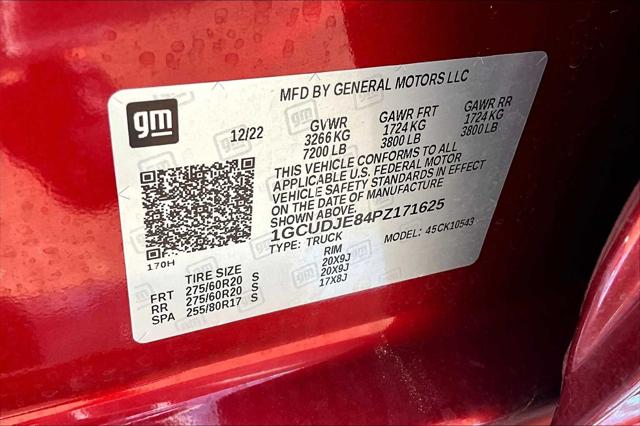 MFD BY GENERAL MOTORS LLC
gm
12/22 GVWR GAWR FRT GAWR RR
3266 KG 1724 KG 1724 KG
7200 LB 3800 LB 3800 LB
THIS VEHICLE CONFORMS TO ALL
APPLICABLE U.S. FEDERAL MOTOR
VEHICLE SAFETY STANDARDS IN EFFECT
ON THE DATE OF MANUFACTURE
SHOWN ABOVE.
1GCUDJE84PZ171625
TYPE: TRUCK MODEL: 45CK10543
170H
TIRE SIZE RIM
FRT 275/60R20 S 20X9J
RR 275/60R20 S 20X9J
SPA 255/80R17 S 17X8J